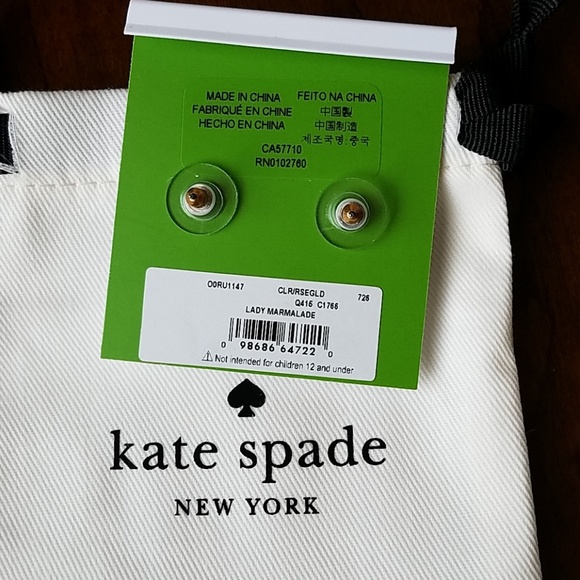 MADE IN CHINA FEITO NA CHINA
FABRIQUÉ EN CHINE 中国製
HECHO EN CHINA 中国制造
제조국명:중국
CA57710
RN0102760
O0RU1147 CLR/RSEGLD 726
Q415 C1766
LADY MARMALADE
0 98686 64722 0
⚠ Not intended for children 12 and under
kate spade
NEW YORK